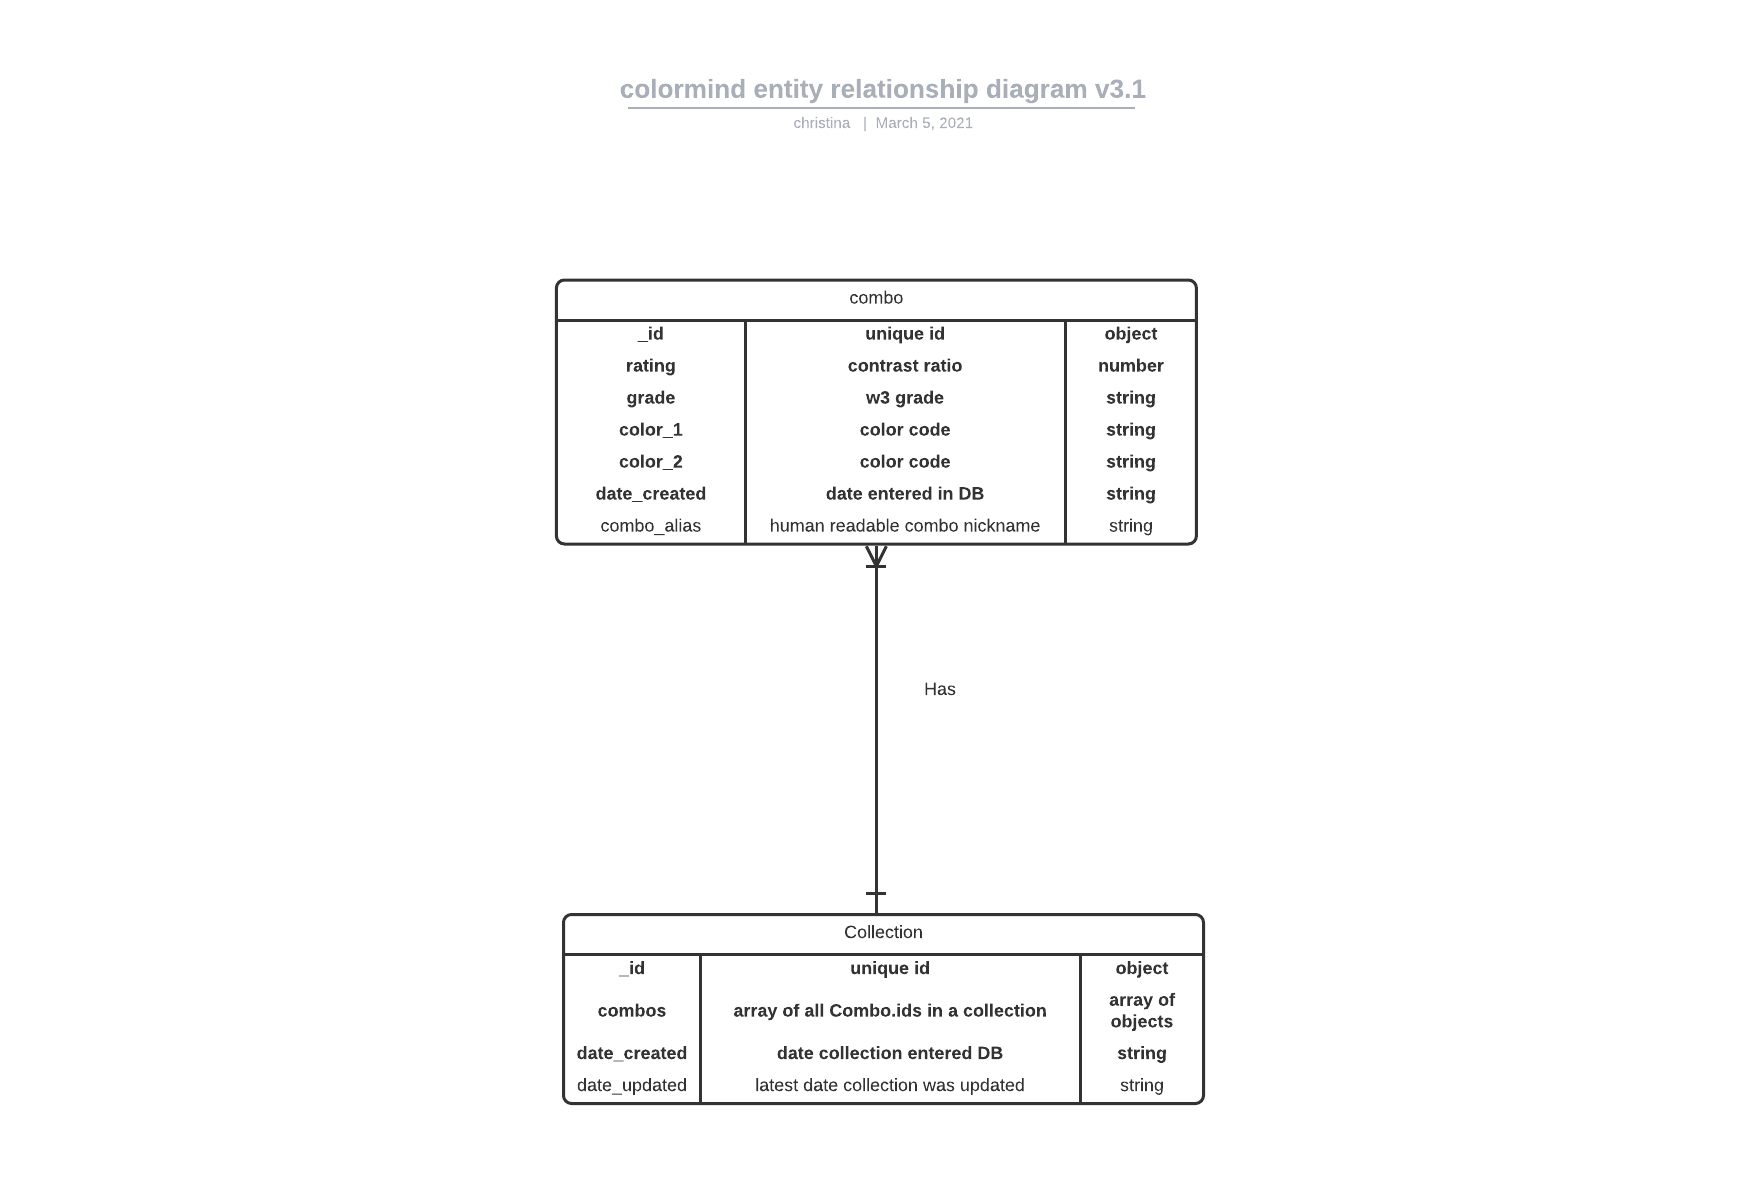 colormind entity relationship diagram v3.1
christina | March 5, 2021
combo
_id unique id object
rating contrast ratio number
grade w3 grade string
color_1 color code string
color_2 color code string
date_created date entered in DB string
combo_alias human readable combo nickname string
Has
Collection
_id unique id object
combos array of all Combo.ids in a collection array of
objects
date_created date collection entered DB string
date_updated latest date collection was updated string